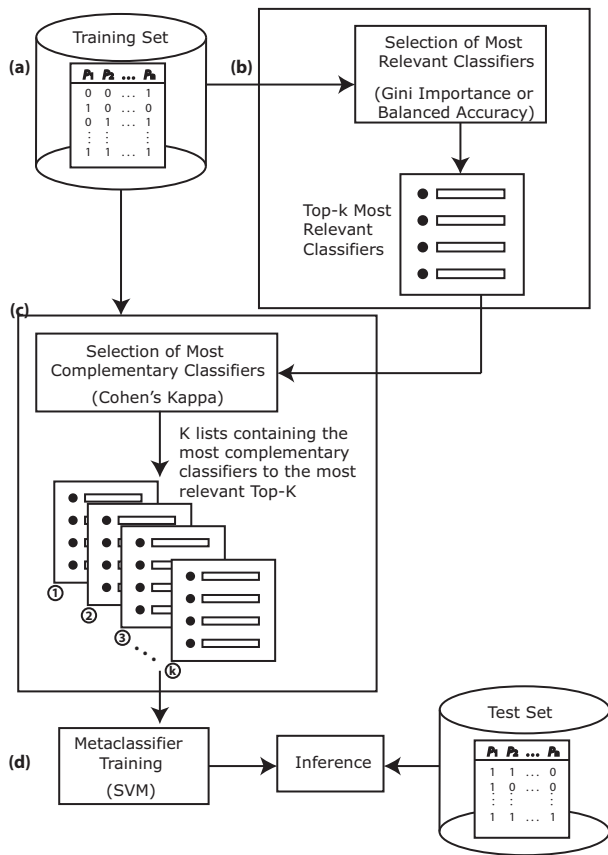 (a)
Training Set
P1 P2 ... Pn
0 0 ... 1
1 0 ... 0
0 1 ... 1
⋮ ⋮ ⋮
1 1 ... 1
(b)
Selection of Most
Relevant Classifiers
(Gini Importance or
Balanced Accuracy)
Top-k Most
Relevant
Classifiers
(c)
Selection of Most
Complementary Classifiers
(Cohen's Kappa)
K lists containing the
most complementary
classifiers to the most
relevant Top-K
1
2
3
k
(d)
Metaclassifier
Training
(SVM)
Inference
Test Set
P1 P2 ... Pn
1 1 ... 0
1 0 ... 0
⋮ ⋮ ⋮
1 1 ... 1